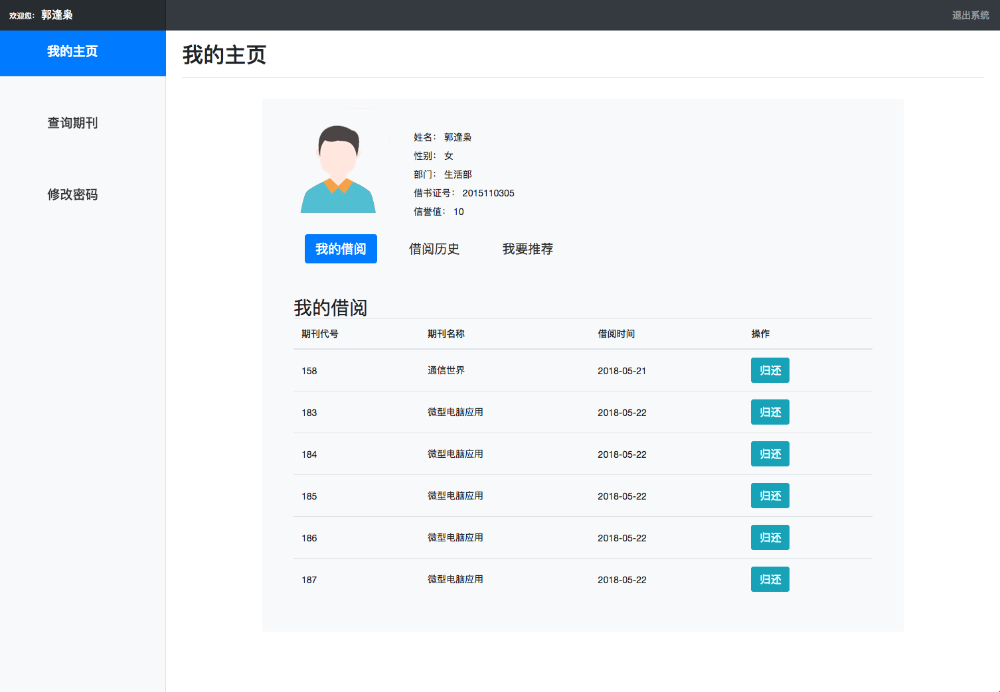 欢迎您: 郭逢枭
退出系统
我的主页
查询期刊
修改密码
我的主页
姓名: 郭逢枭
性别: 女
部门: 生活部
借书证号: 2015110305
信誉值: 10
我的借阅 借阅历史 我要推荐
我的借阅
期刊代号 期刊名称 借阅时间 操作
158 通信世界 2018-05-21 归还
183 微型电脑应用 2018-05-22 归还
184 微型电脑应用 2018-05-22 归还
185 微型电脑应用 2018-05-22 归还
186 微型电脑应用 2018-05-22 归还
187 微型电脑应用 2018-05-22 归还